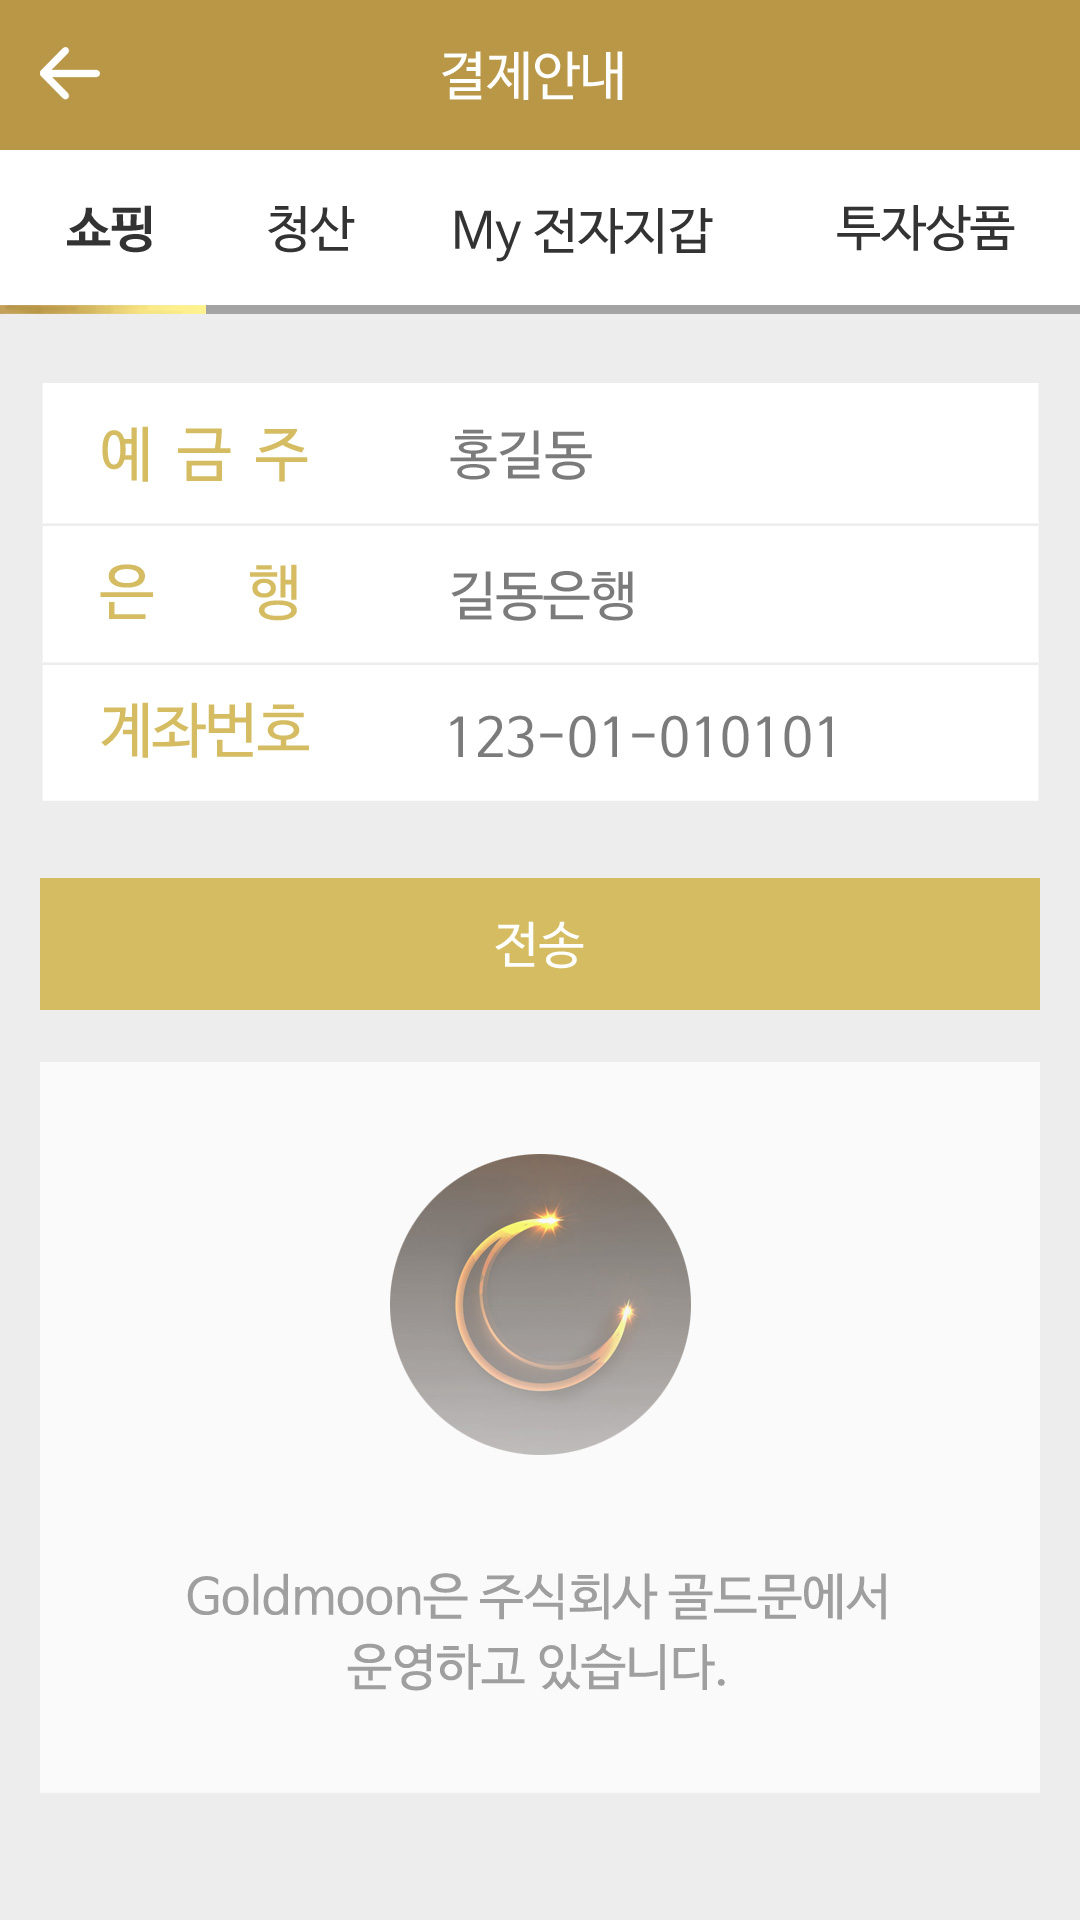 결제안내
쇼핑 청산 My 전자지갑 투자상품
예 금 주 홍길동
은 행 길동은행
계좌번호 123-01-010101
전송
Goldmoon은 주식회사 골드문에서
운영하고 있습니다.